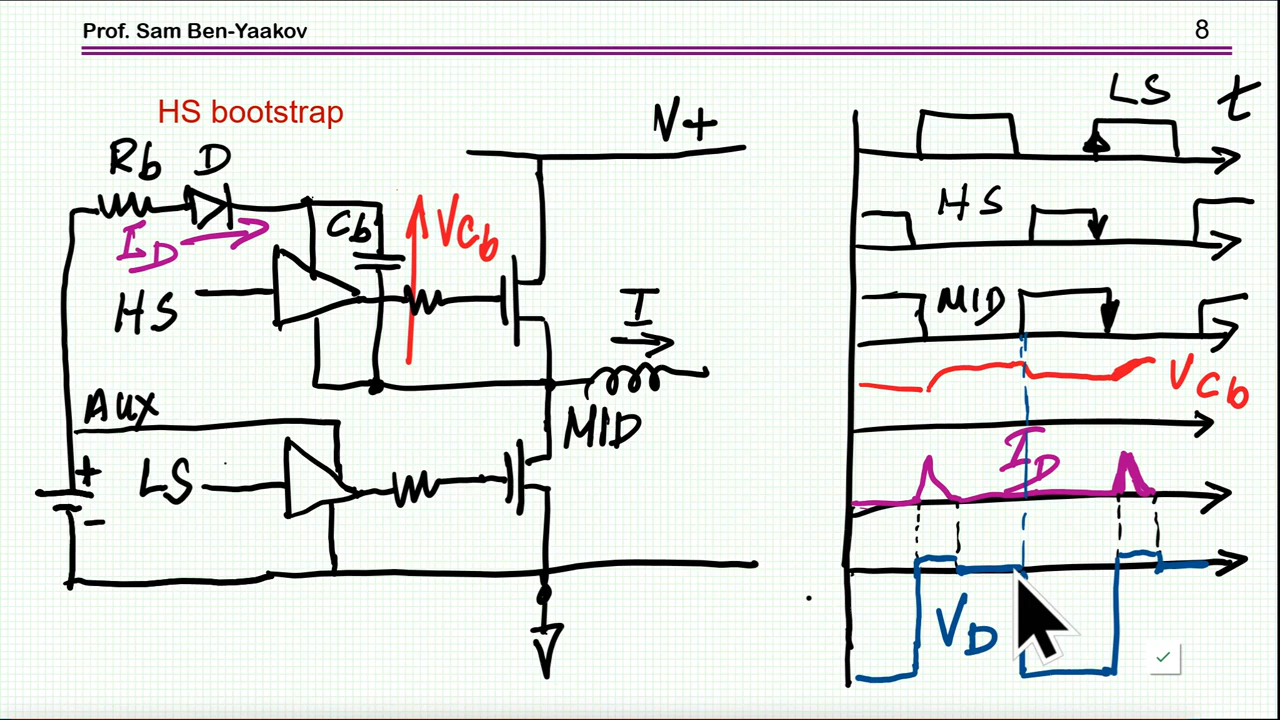 Prof. Sam Ben-Yaakov
8
HS bootstrap
Rb
D
ID
Cb
VCb
V+
HS
I
MID
AUX
+
LS
-
LS
t
HS
MID
VCb
ID
VD